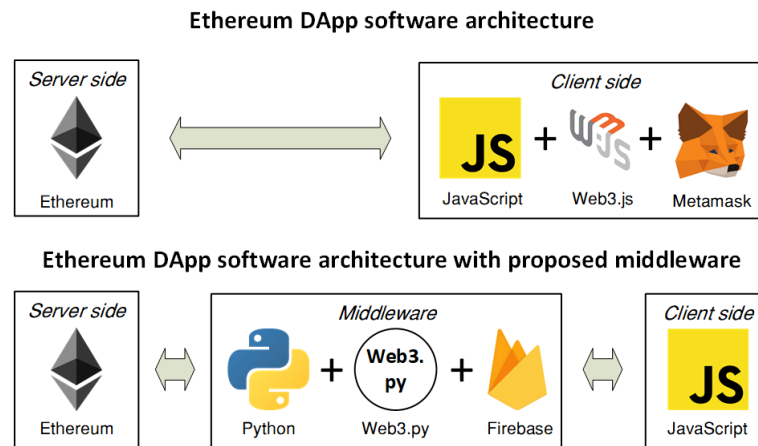 Ethereum DApp software architecture
Server side
Ethereum
Client side
JS
JavaScript
+
W3JS
Web3.js
+
Metamask
Ethereum DApp software architecture with proposed middleware
Server side
Ethereum
Middleware
Python
+
Web3.
py
Web3.py
+
Firebase
Client side
JS
JavaScript